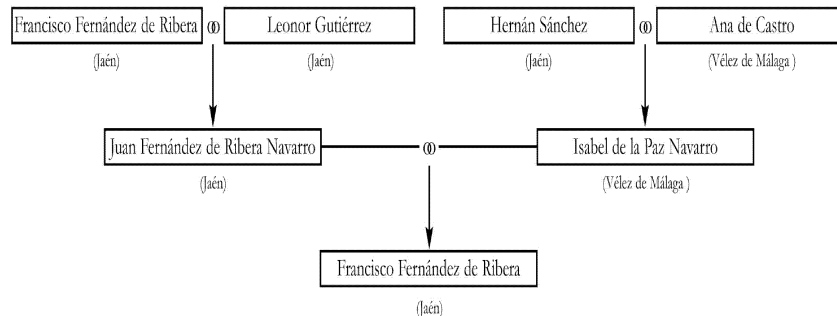 Francisco Fernández de Ribera ⚭ Leonor Gutiérrez Hernán Sánchez ⚭ Ana de Castro
(Jaén) (Jaén) (Jaén) (Vélez de Málaga )
Juan Fernández de Ribera Navarro ⚭ Isabel de la Paz Navarro
(Jaén) (Vélez de Málaga )
Francisco Fernández de Ribera
(Jaén)